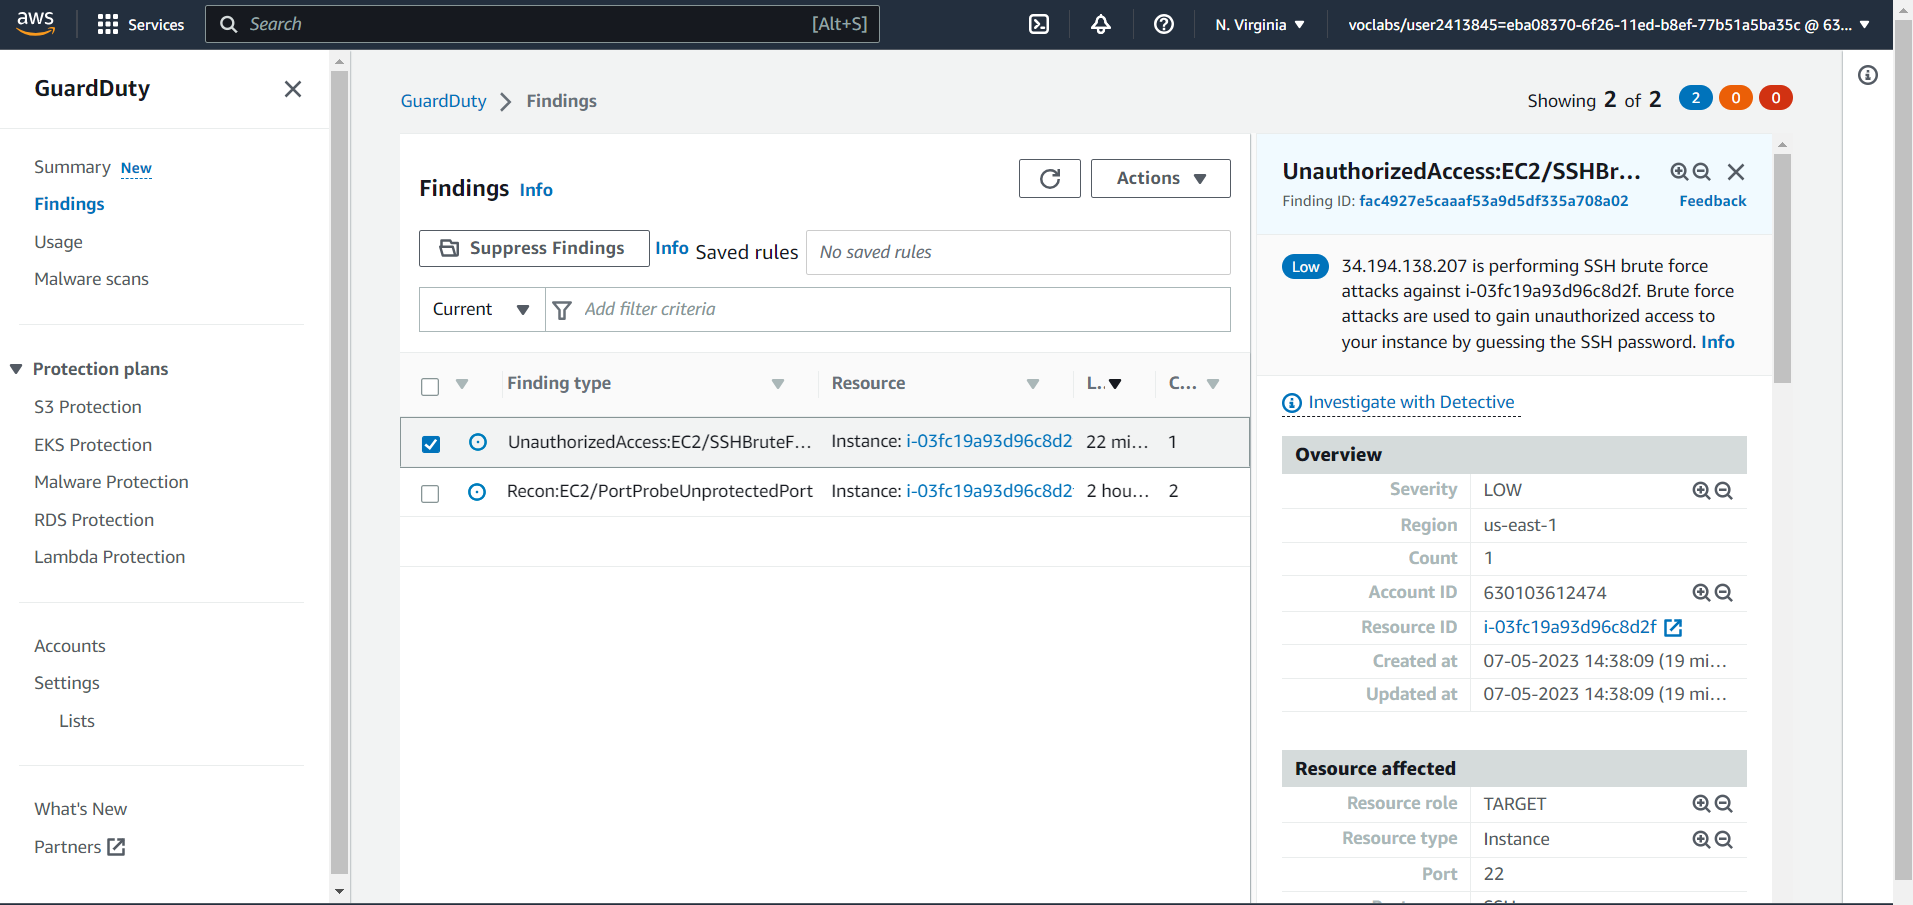 aws
Services
Search
[Alt+S]
N. Virginia
voclabs/user2413845=eba08370-6f26-11ed-b8ef-77b51a5ba35c @ 63...
GuardDuty
Summary New
Findings
Usage
Malware scans
Protection plans
S3 Protection
EKS Protection
Malware Protection
RDS Protection
Lambda Protection
Accounts
Settings
Lists
What's New
Partners
GuardDuty Findings
Showing 2 of 2 2 0 0
Findings Info
Actions
Suppress Findings Info Saved rules No saved rules
Current Add filter criteria
Finding type Resource L.. C...
UnauthorizedAccess:EC2/SSHBruteF... Instance: i-03fc19a93d96c8d2 22 mi... 1
Recon:EC2/PortProbeUnprotectedPort Instance: i-03fc19a93d96c8d2 2 hou... 2
UnauthorizedAccess:EC2/SSHBr...
Finding ID: fac4927e5caaaf53a9d5df335a708a02 Feedback
Low 34.194.138.207 is performing SSH brute force
attacks against i-03fc19a93d96c8d2f. Brute force
attacks are used to gain unauthorized access to
your instance by guessing the SSH password. Info
Investigate with Detective
Overview
Severity LOW
Region us-east-1
Count 1
Account ID 630103612474
Resource ID i-03fc19a93d96c8d2f
Created at 07-05-2023 14:38:09 (19 mi...
Updated at 07-05-2023 14:38:09 (19 mi...
Resource affected
Resource role TARGET
Resource type Instance
Port 22